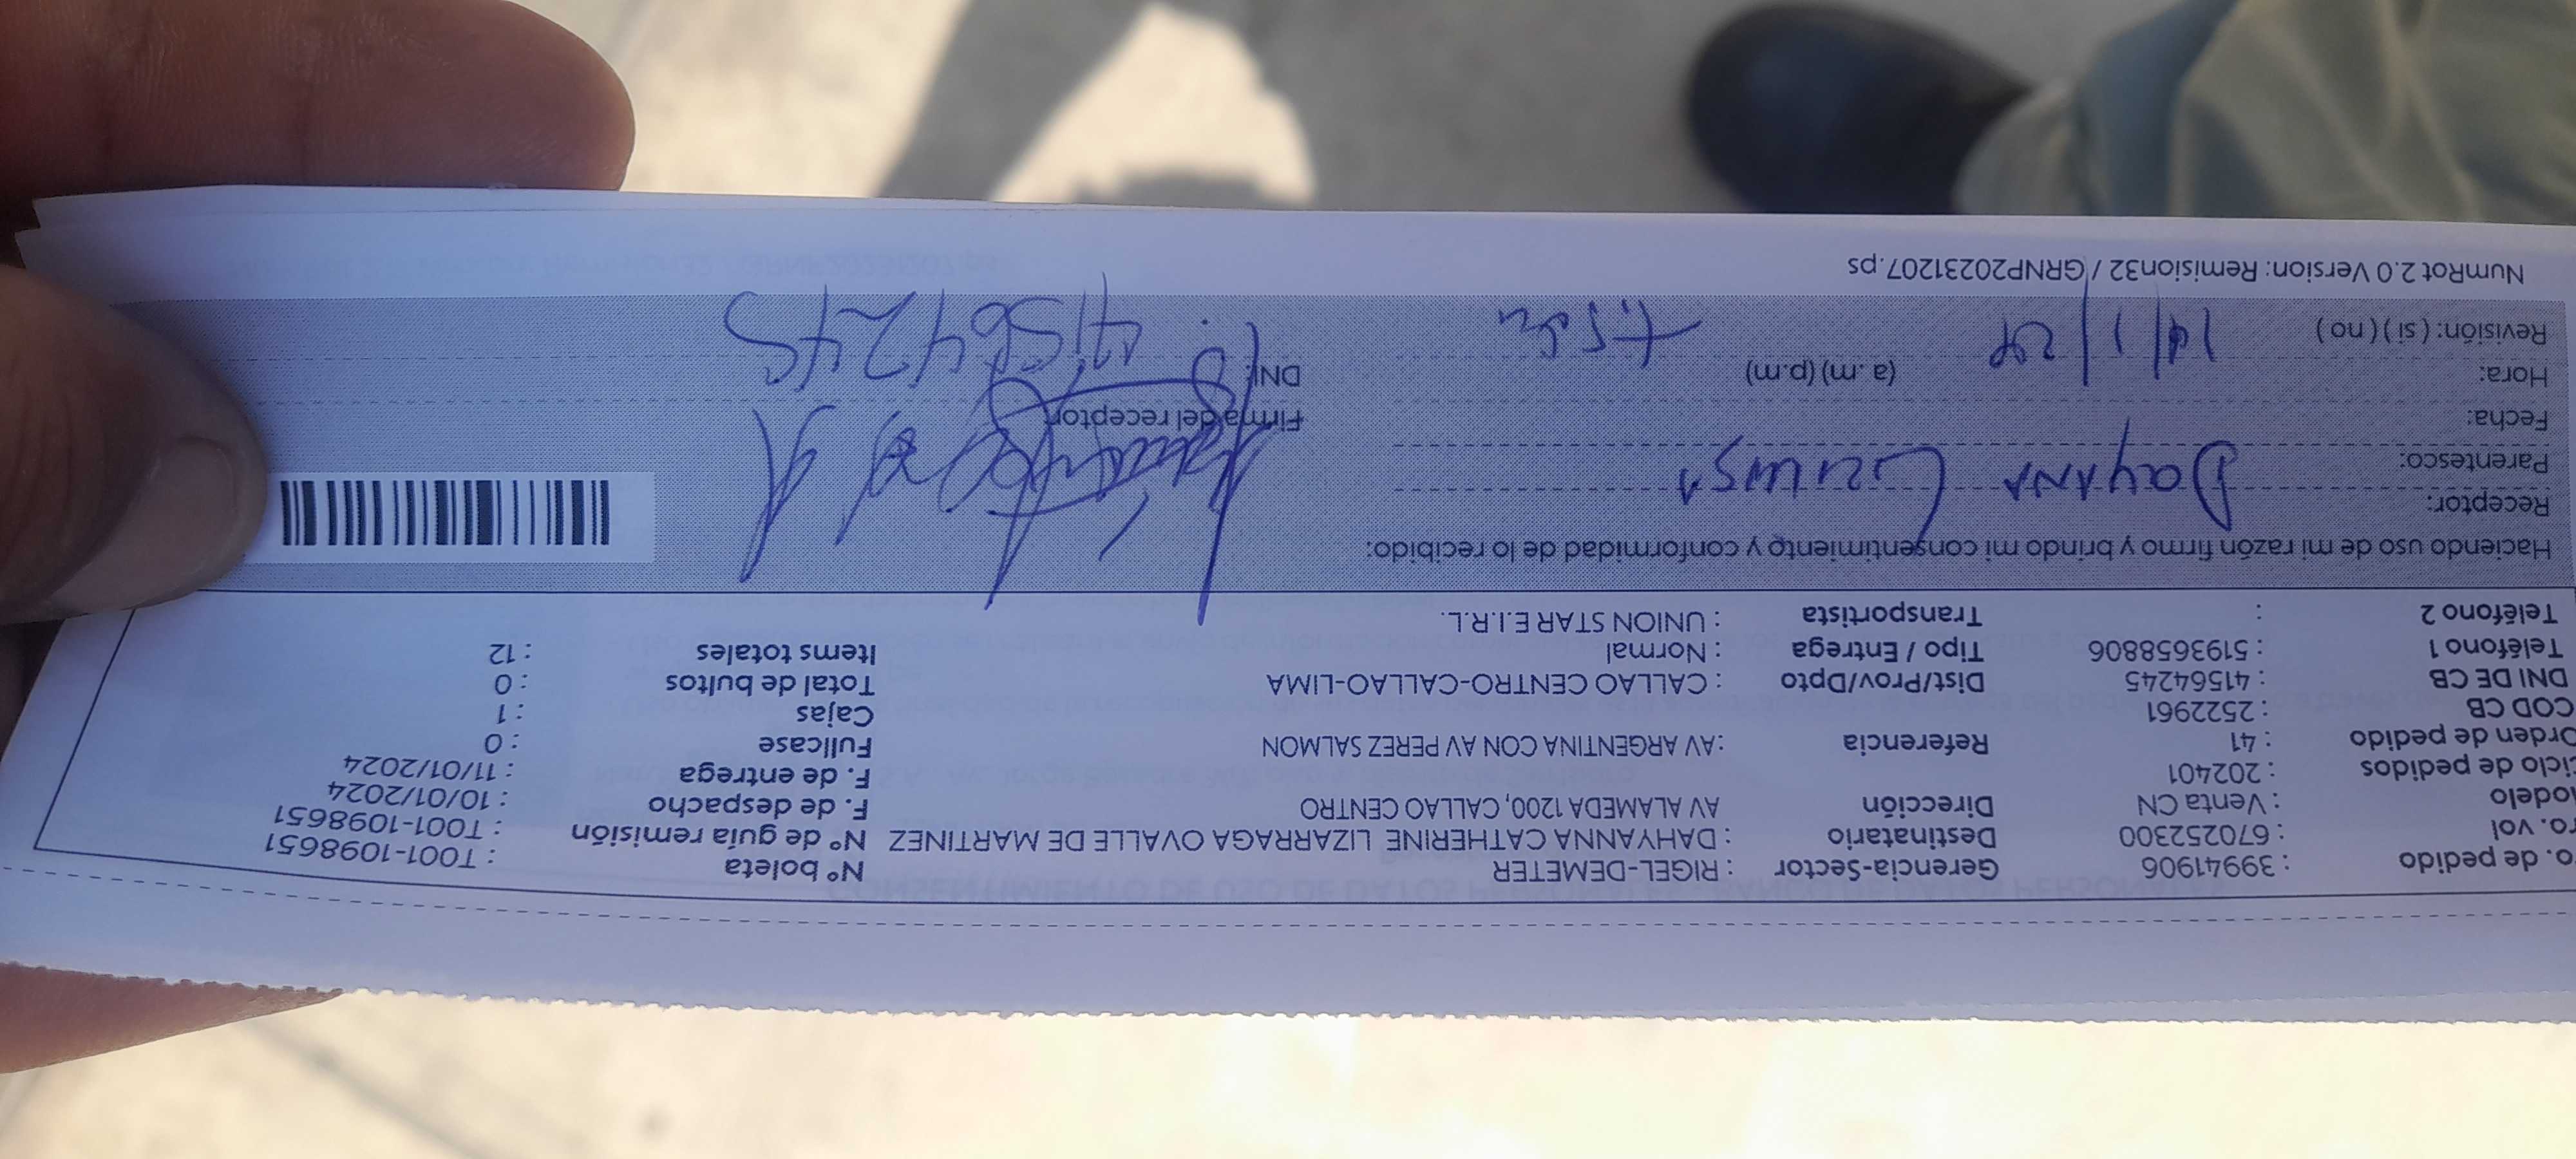 o. de pedido : 39941906 Gerencia-Sector : RIGEL-DEMETER N° boleta : T001-1098651
ro. vol : 670252300 Destinatario : DAHYANNA CATHERINE LIZARRAGA OVALLE DE MARTINEZ N° de guía remisión : T001-1098651
odelo : Venta CN Dirección AV ALAMEDA 1200, CALLAO CENTRO F. de despacho : 10/01/2024
iclo de pedidos : 202401 F. de entrega : 11/01/2024
Orden de pedido : 41 Referencia : AV ARGENTINA CON AV PEREZ SALMON Fullcase : 0
COD CB : 2522961 Cajas : 1
DNI DE CB : 41564245 Dist/Prov/Dpto : CALLAO CENTRO-CALLAO-LIMA Total de bultos : 0
Teléfono 1 : 5193658806 Tipo / Entrega : Normal Items totales : 12
Teléfono 2 : Transportista : UNION STAR E.I.R.L.
Haciendo uso de mi razón firmo y brindo mi consentimiento y conformidad de lo recibido:
Receptor: DAYANA
Parentesco:
Fecha: Firma del receptor
Hora: (a. m) (p.m) DNI: 41564245
Revisión: ( si ) ( no )
NumRot 2.0 Version: Remision32 / GRNP20231207.ps